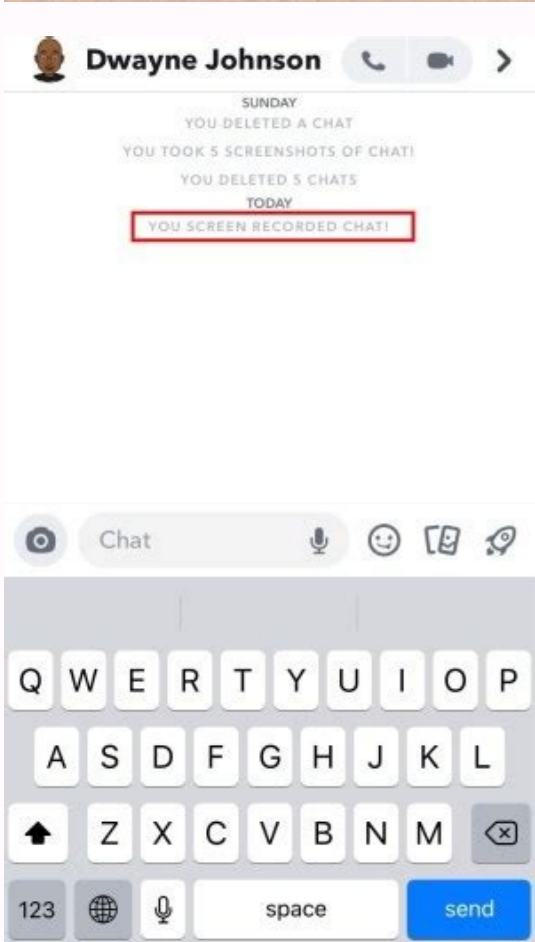 Dwayne Johnson
SUNDAY
YOU DELETED A CHAT
YOU TOOK 5 SCREENSHOTS OF CHAT!
YOU DELETED 5 CHATS
TODAY
YOU SCREEN RECORDED CHAT!
Chat
Q W E R T Y U I O P
A S D F G H J K L
Z X C V B N M
123 space send